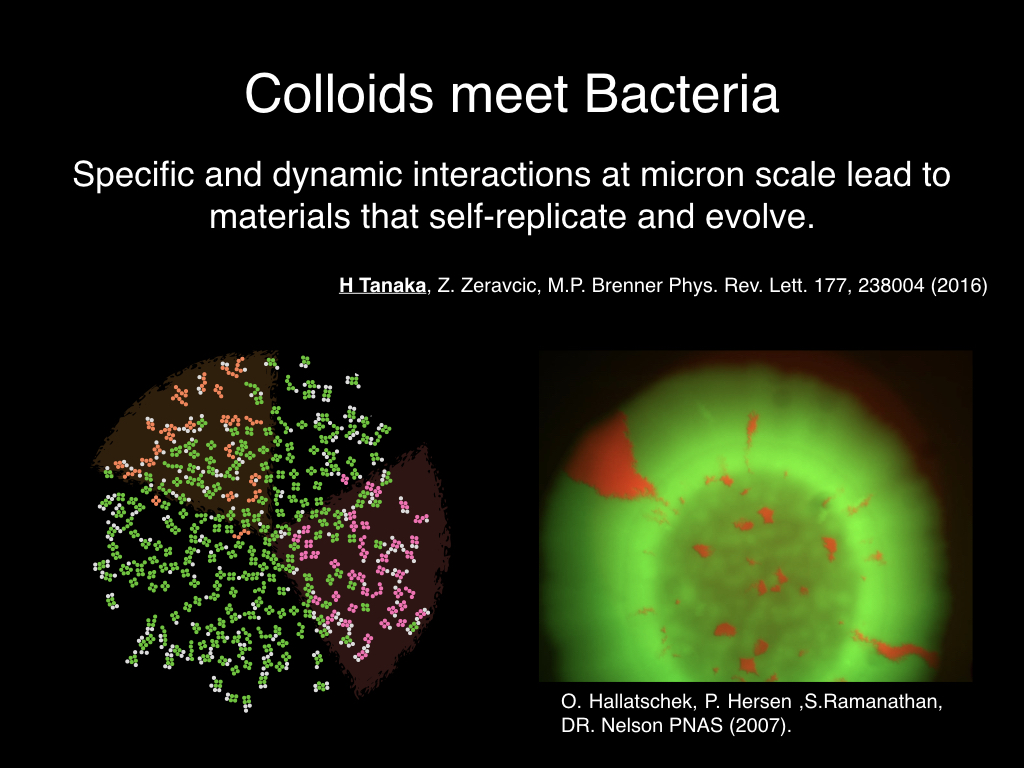 Colloids meet Bacteria
Specific and dynamic interactions at micron scale lead to
materials that self-replicate and evolve.
H Tanaka, Z. Zeravcic, M.P. Brenner Phys. Rev. Lett. 177, 238004 (2016)
O. Hallatschek, P. Hersen ,S.Ramanathan,
DR. Nelson PNAS (2007).